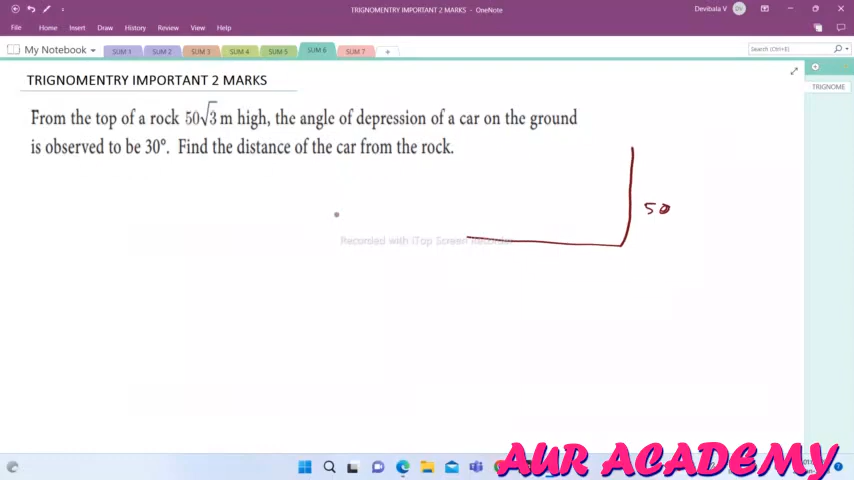 TRIGNOMENTRY IMPORTANT 2 MARKS - OneNote
Devibala V
DV
File Home Insert Draw History Review View Help
My Notebook SUM 1 SUM 2 SUM 3 SUM 4 SUM 5 SUM 6 SUM 7 +
Search (Ctrl+E)
TRIGNOMENTRY IMPORTANT 2 MARKS
TRIGNOME
From the top of a rock 50√3 m high, the angle of depression of a car on the ground
is observed to be 30°. Find the distance of the car from the rock.
50
Recorded with iTop Screen Recorder
AUR ACADEMY